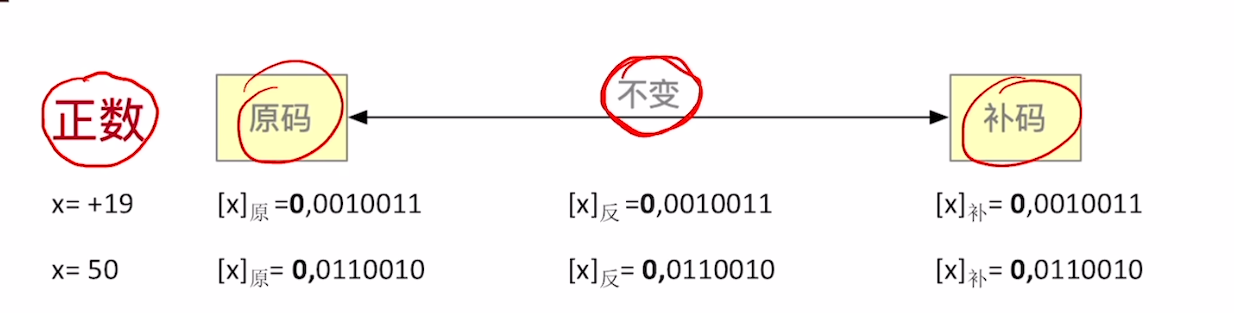 正数 原码 不变 补码
x= +19 [x]原 =0,0010011 [x]反 =0,0010011 [x]补= 0,0010011
x= 50 [x]原= 0,0110010 [x]反= 0,0110010 [x]补= 0,0110010